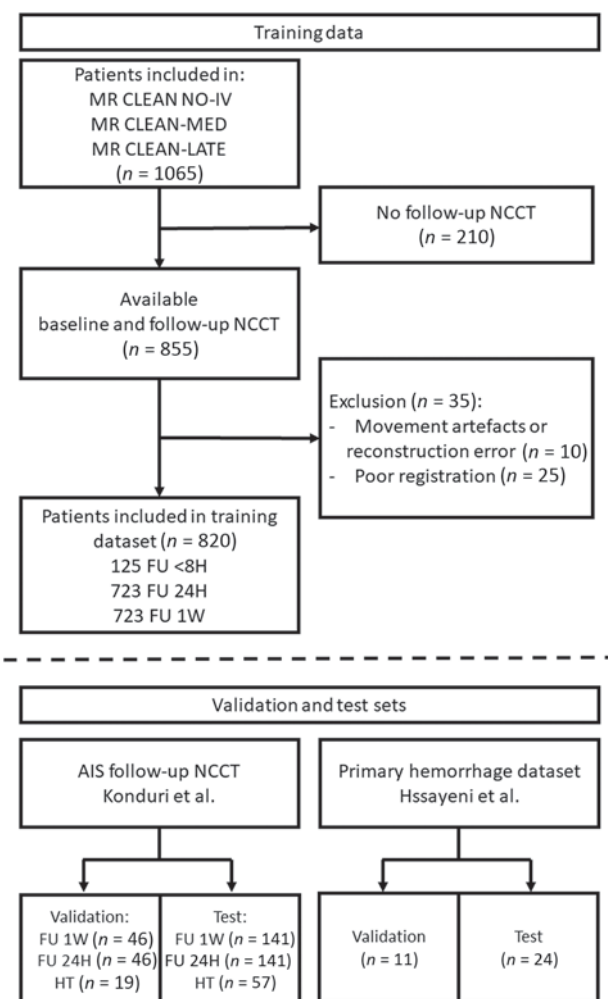 Training data
Patients included in:
MR CLEAN NO-IV
MR CLEAN-MED
MR CLEAN-LATE
(n = 1065)
No follow-up NCCT
(n = 210)
Available
baseline and follow-up NCCT
(n = 855)
Exclusion (n = 35):
- Movement artefacts or
reconstruction error (n = 10)
- Poor registration (n = 25)
Patients included in training
dataset (n = 820)
125 FU <8H
723 FU 24H
723 FU 1W
Validation and test sets
AIS follow-up NCCT
Konduri et al.
Primary hemorrhage dataset
Hssayeni et al.
Validation:
FU 1W (n = 46)
FU 24H (n = 46)
HT (n = 19)
Test:
FU 1W (n = 141)
FU 24H (n = 141)
HT (n = 57)
Validation
(n = 11)
Test
(n = 24)